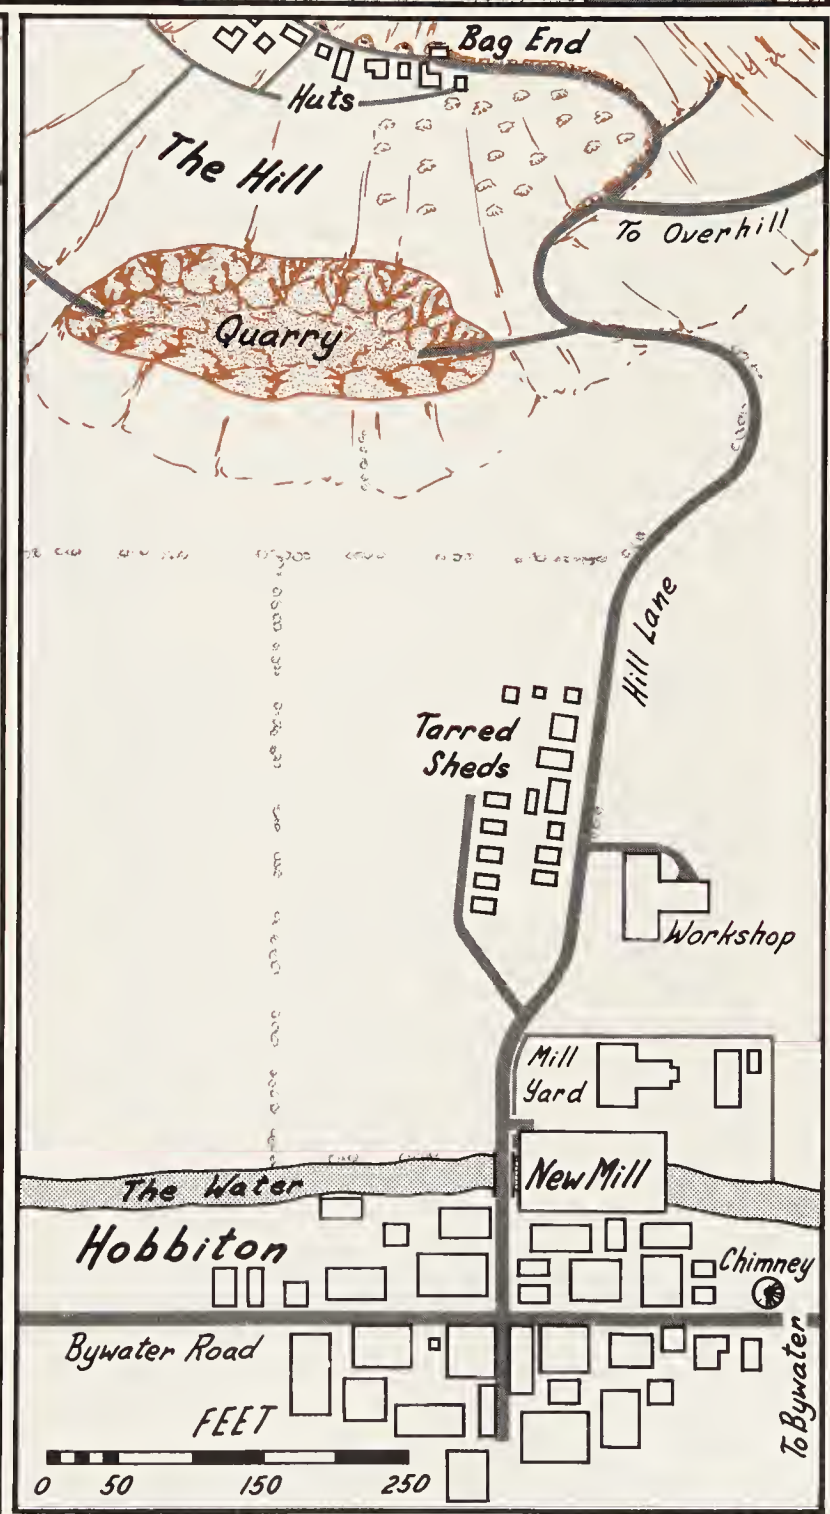 Bag End
Huts
The Hill
To Overhill
Quarry
Hill Lane
Tarred
Sheds
Workshop
Mill
Yard
New Mill
The Water
Hobbiton
Chimney
Bywater Road
To Bywater
FEET
0 50 150 250